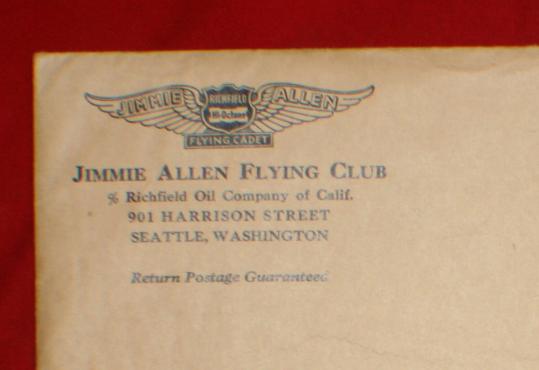 JIMMIE RICHFIELD ALLEN
Hi-Octane
FLYING CADET
JIMMIE ALLEN FLYING CLUB
% Richfield Oil Company of Calif.
901 HARRISON STREET
SEATTLE, WASHINGTON
Return Postage Guaranteed